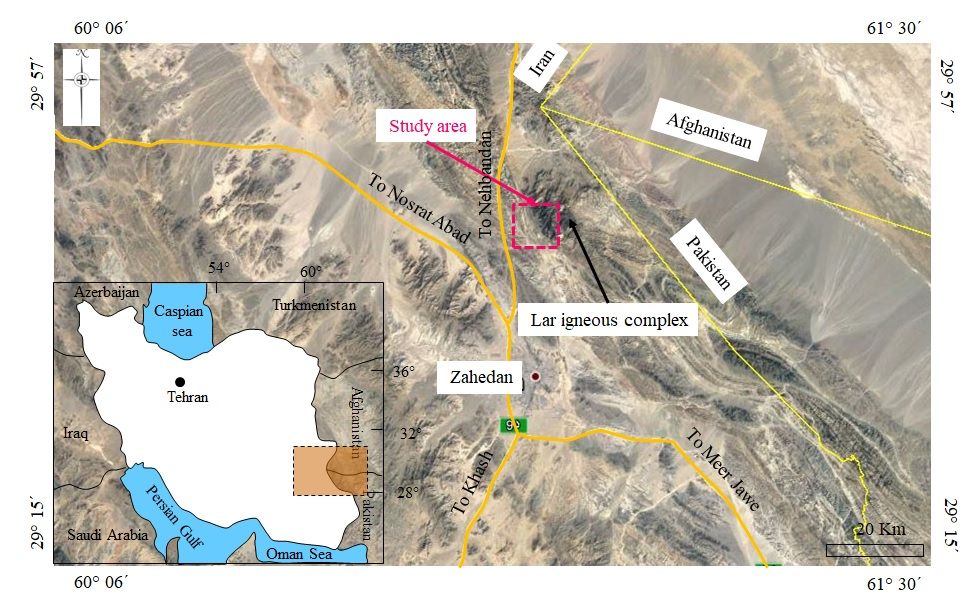 60° 06′
61° 30′
29° 57′
29° 57′
Iran
Afghanistan
Study area
To Nehbandan
To Nosrat Abad
Pakistan
Lar igneous complex
Zahedan
To Khash
To Meer Jawe
20 Km
54°
60°
Azerbaijan
Caspian
sea
Turkmenistan
Tehran
36°
Afghanistan
Iraq
32°
28°
Pakistan
Persian Gulf
Saudi Arabia
Oman Sea
29° 15′
29° 15′
60° 06′
61° 30′